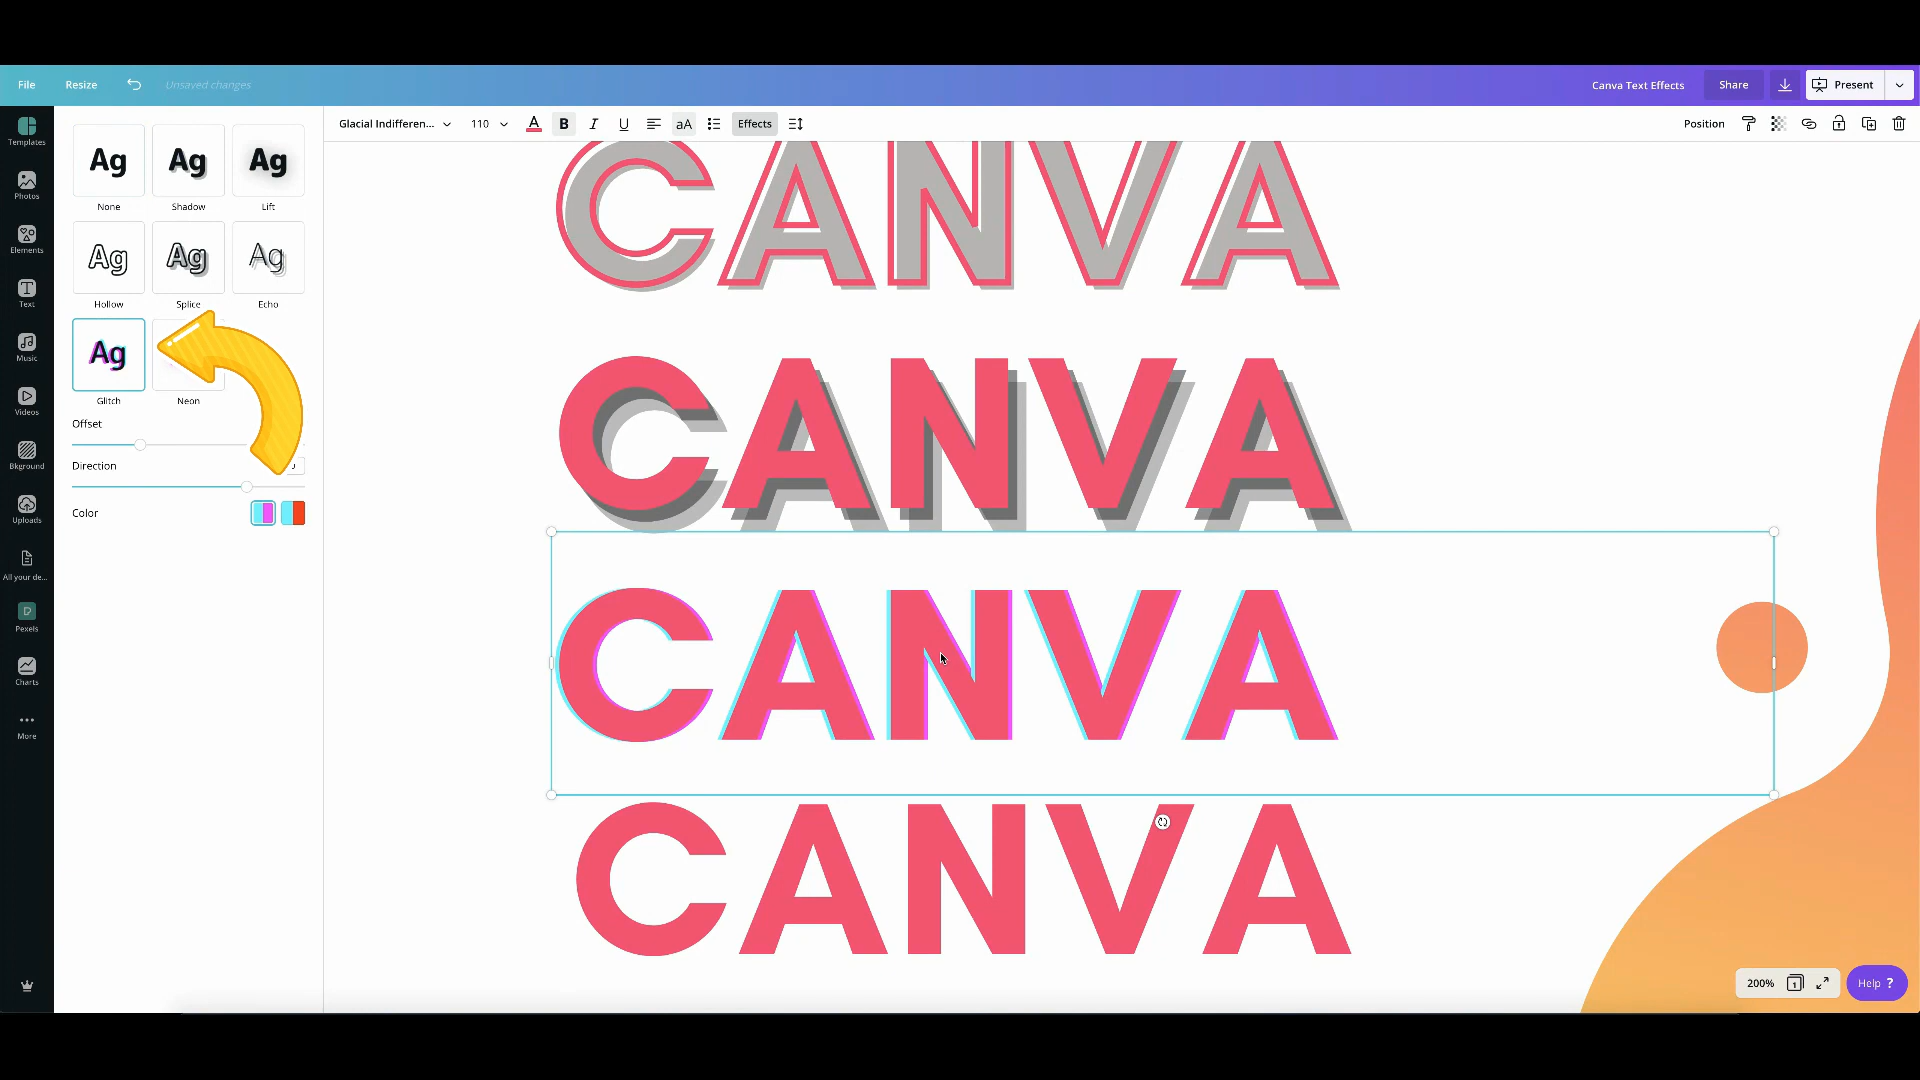 File Resize Unsaved changes Canva Text Effects Share Present
Glacial Indifferen... 110 A B I U aA Effects Position
Templates
Photos
Elements
Text
Music
Videos
Bkground
Uploads
All your de...
Pexels
Charts
More
Ag Ag Ag
None Shadow Lift
Ag Ag Ag
Hollow Splice Echo
Ag
Glitch Neon
Offset
Direction
Color
CANVA
CANVA
CANVA
CANVA
200% 1 Help ?